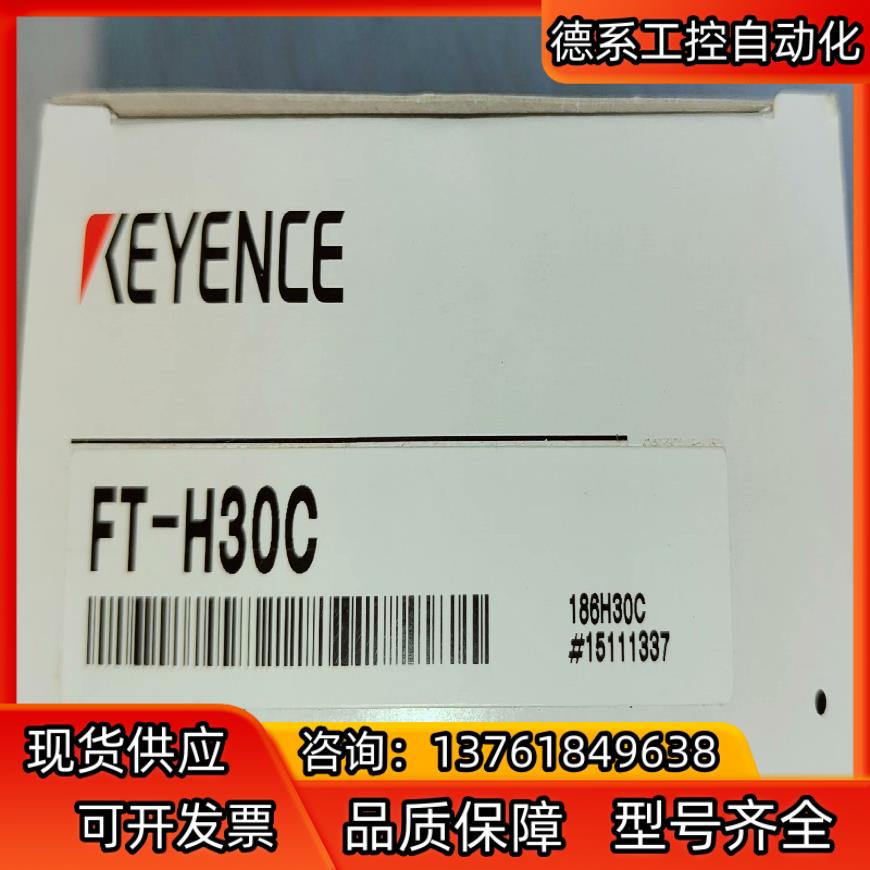 德系工控自动化
KEYENCE
FT-H30C
186H30C
#15111337
现货供应
咨询：13761849638
可开发票
品质保障
型号齐全